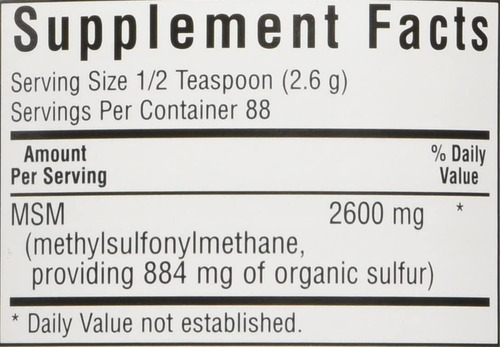 Supplement Facts
Serving Size 1/2 Teaspoon (2.6 g)
Servings Per Container 88
Amount % Daily
Per Serving Value
MSM 2600 mg *
(methylsulfonylmethane,
providing 884 mg of organic sulfur)
* Daily Value not established.